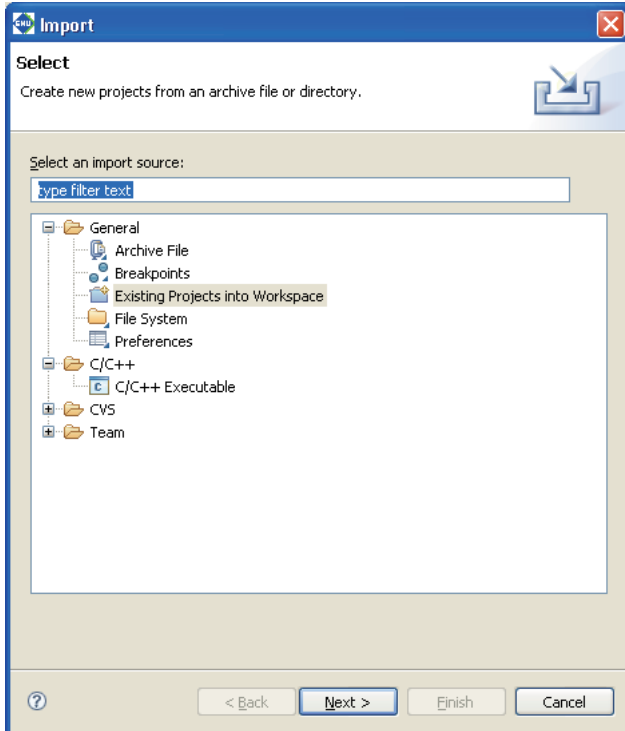 GNU Import
Select
Create new projects from an archive file or directory.
Select an import source:
type filter text
General
Archive File
Breakpoints
Existing Projects into Workspace
File System
Preferences
C/C++
C C/C++ Executable
CVS
Team
? < Back Next > Finish Cancel